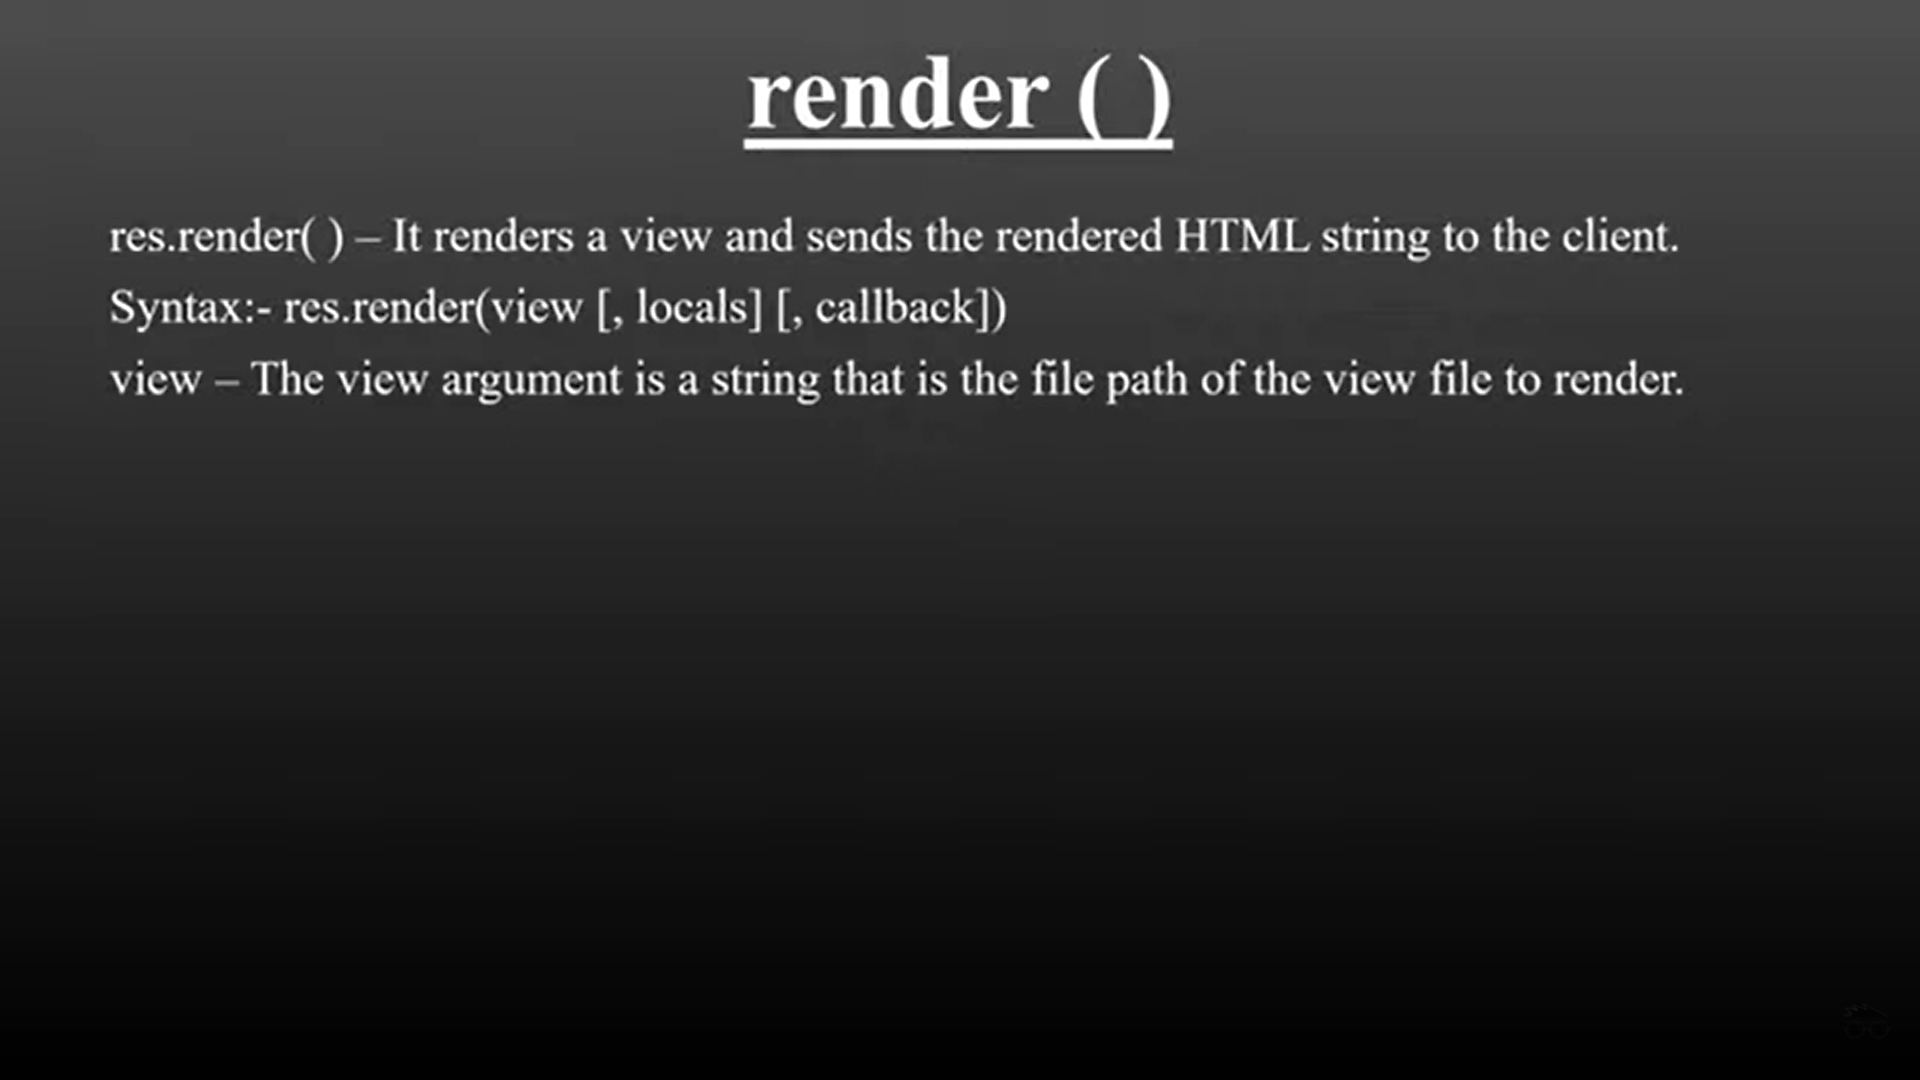 render ( )
res.render( ) – It renders a view and sends the rendered HTML string to the client.
Syntax:- res.render(view [, locals] [, callback])
view – The view argument is a string that is the file path of the view file to render.